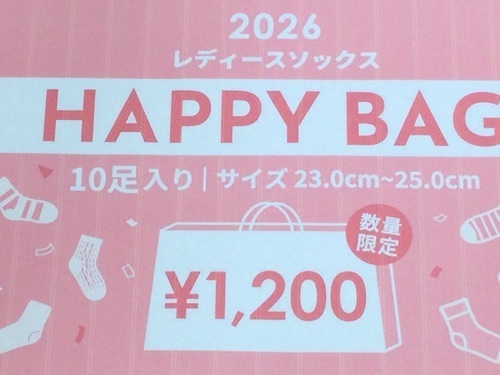 2026
レディースソックス
HAPPY BAG
10足入り | サイズ 23.0cm~25.0cm
数量
限定
¥1,200